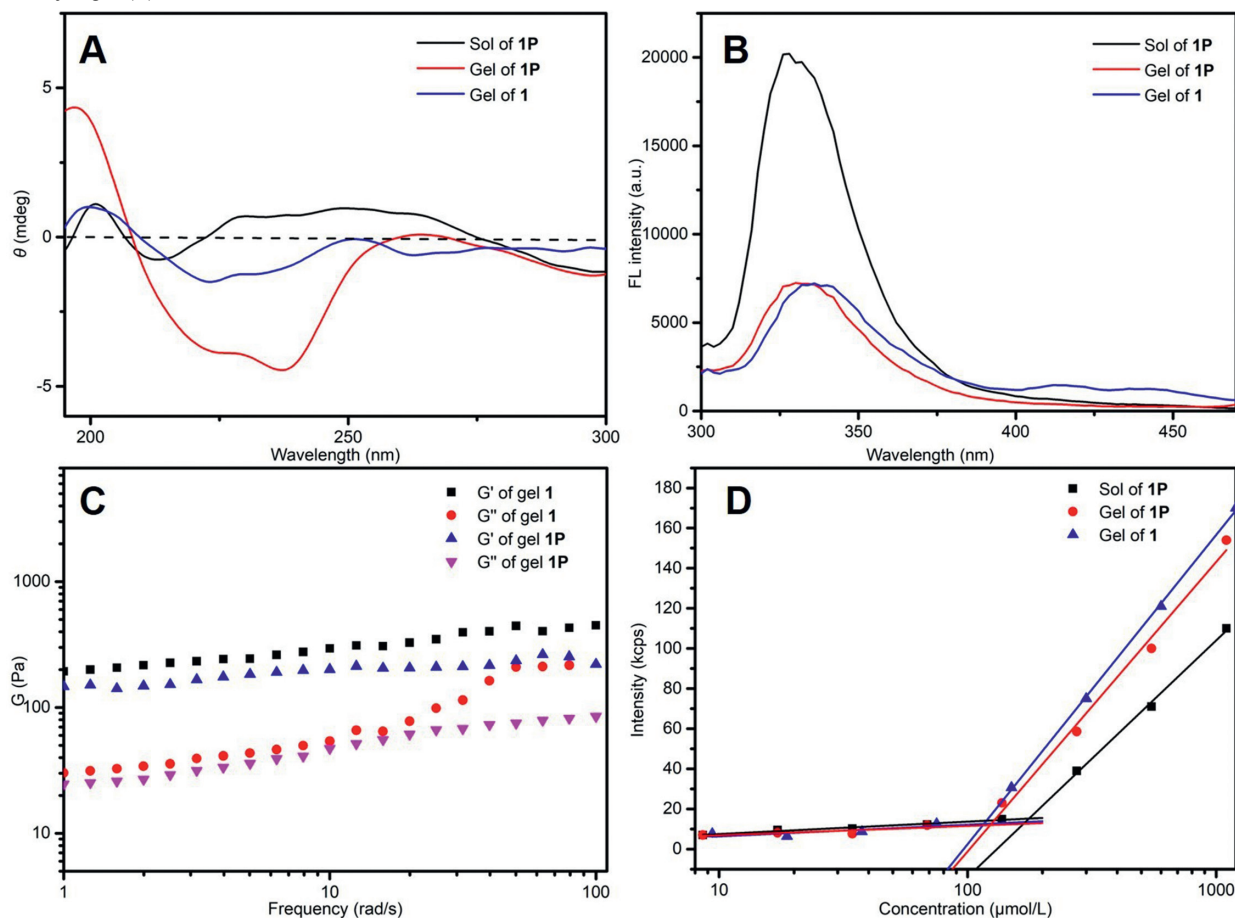 A
Sol of 1P
Gel of 1P
Gel of 1
5
0
-5
θ (mdeg)
200
250
300
Wavelength (nm)
B
Sol of 1P
Gel of 1P
Gel of 1
20000
15000
10000
5000
0
FL intensity (a.u.)
300
350
400
450
Wavelength (nm)
C
G' of gel 1
G" of gel 1
G' of gel 1P
G" of gel 1P
1000
100
10
G (Pa)
1
10
100
Frequency (rad/s)
D
Sol of 1P
Gel of 1P
Gel of 1
180
160
140
120
100
80
60
40
20
0
Intensity (kcps)
10
100
1000
Concentration (μmol/L)